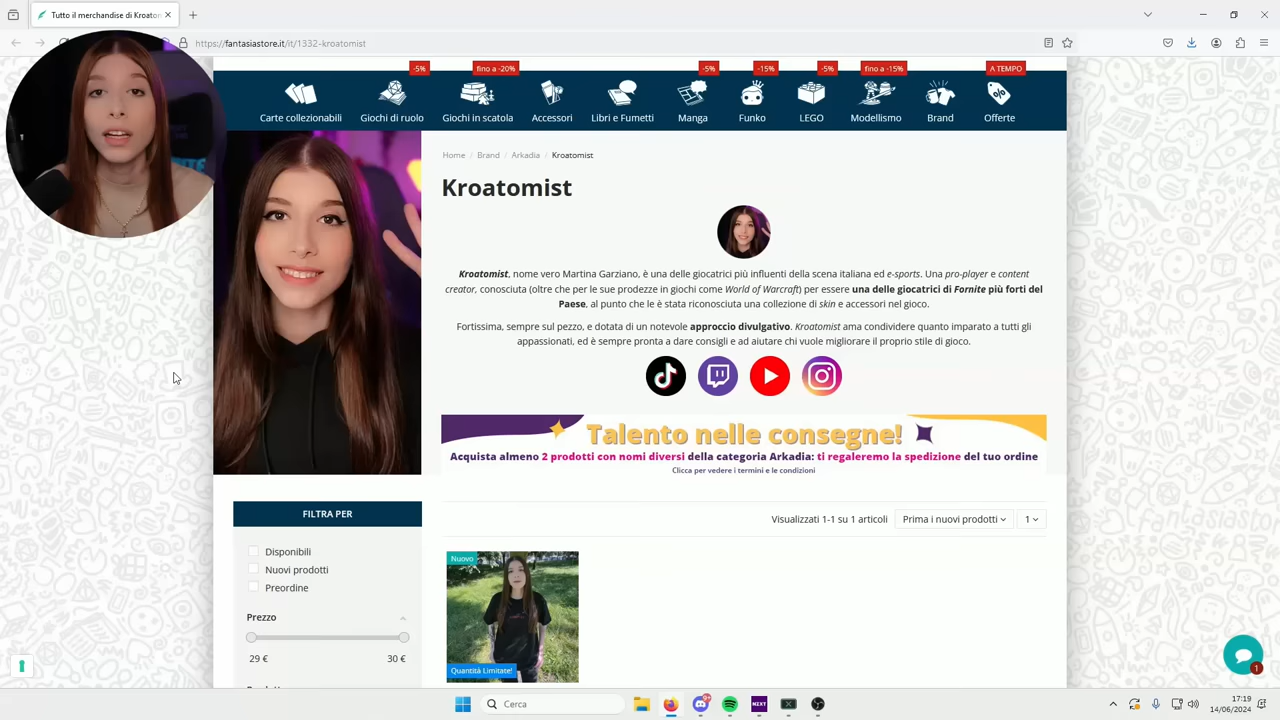 Tutto il merchandise di Kroatom
https://fantasiastore.it/it/1332-kroatomist
-5%
fino a -20%
-5%
-15%
-5%
fino a -15%
A TEMPO
Carte collezionabili
Giochi di ruolo
Giochi in scatola
Accessori
Libri e Fumetti
Manga
Funko
LEGO
Modellismo
Brand
Offerte
Home / Brand / Arkadia / Kroatomist
Kroatomist
Kroatomist, nome vero Martina Garziano, è una delle giocatrici più influenti della scena italiana ed e-sports. Una pro-player e content
creator, conosciuta (oltre che per le sue prodezze in giochi come World of Warcraft) per essere una delle giocatrici di Fornite più forti del
Paese, al punto che le è stata riconosciuta una collezione di skin e accessori nel gioco.
Fortissima, sempre sul pezzo, e dotata di un notevole approccio divulgativo. Kroatomist ama condividere quanto imparato a tutti gli
appassionati, ed è sempre pronta a dare consigli e ad aiutare chi vuole migliorare il proprio stile di gioco.
Talento nelle consegne!
Acquista almeno 2 prodotti con nomi diversi della categoria Arkadia: ti regaleremo la spedizione del tuo ordine
Clicca per vedere i termini e le condizioni
FILTRA PER
Disponibili
Nuovi prodotti
Preordine
Prezzo
29 €
30 €
Visualizzati 1-1 su 1 articoli
Prima i nuovi prodotti
1
Nuovo
Quantità Limitate!
1
Cerca
9+
NEXT
17:19
14/06/2024